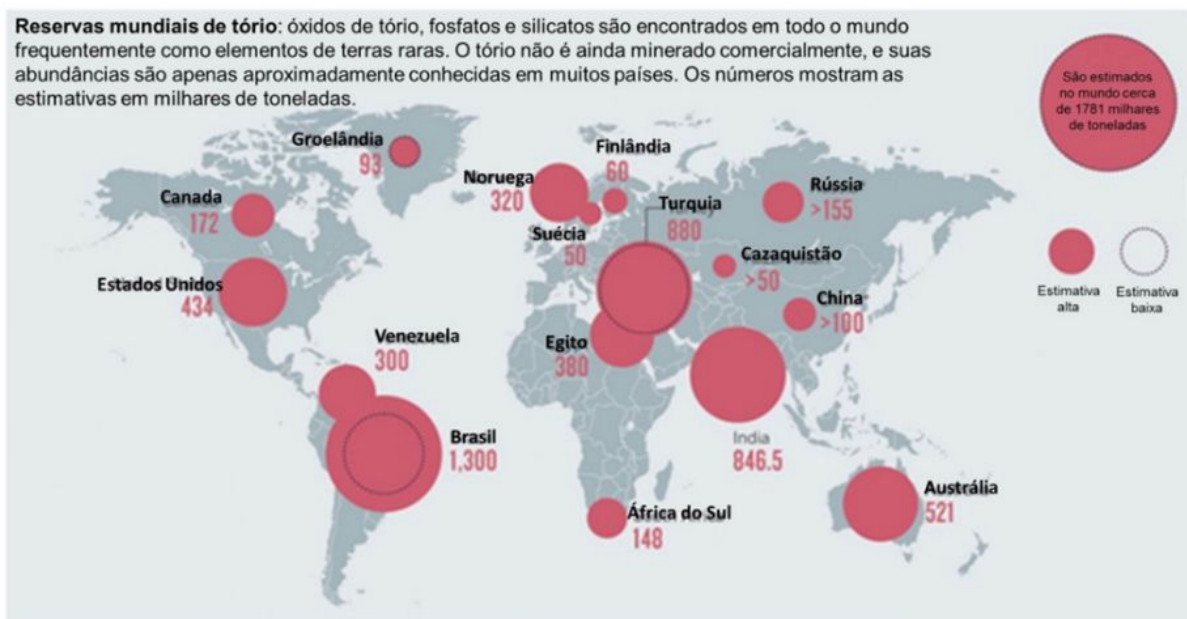 Reservas mundiais de tório: óxidos de tório, fosfatos e silicatos são encontrados em todo o mundo
frequentemente como elementos de terras raras. O tório não é ainda minerado comercialmente, e suas
abundâncias são apenas aproximadamente conhecidas em muitos países. Os números mostram as
estimativas em milhares de toneladas.
São estimados
no mundo cerca
de 1781 milhares
de toneladas
Groelândia
93
Finlândia
60
Noruega
320
Canada
172
Rússia
>155
Turquia
880
Suécia
50
Cazaquistão
>50
Estados Unidos
434
China
>100
Estimativa
alta
Estimativa
baixa
Venezuela
300
Egito
380
Brasil
1,300
India
846.5
Austrália
521
África do Sul
148